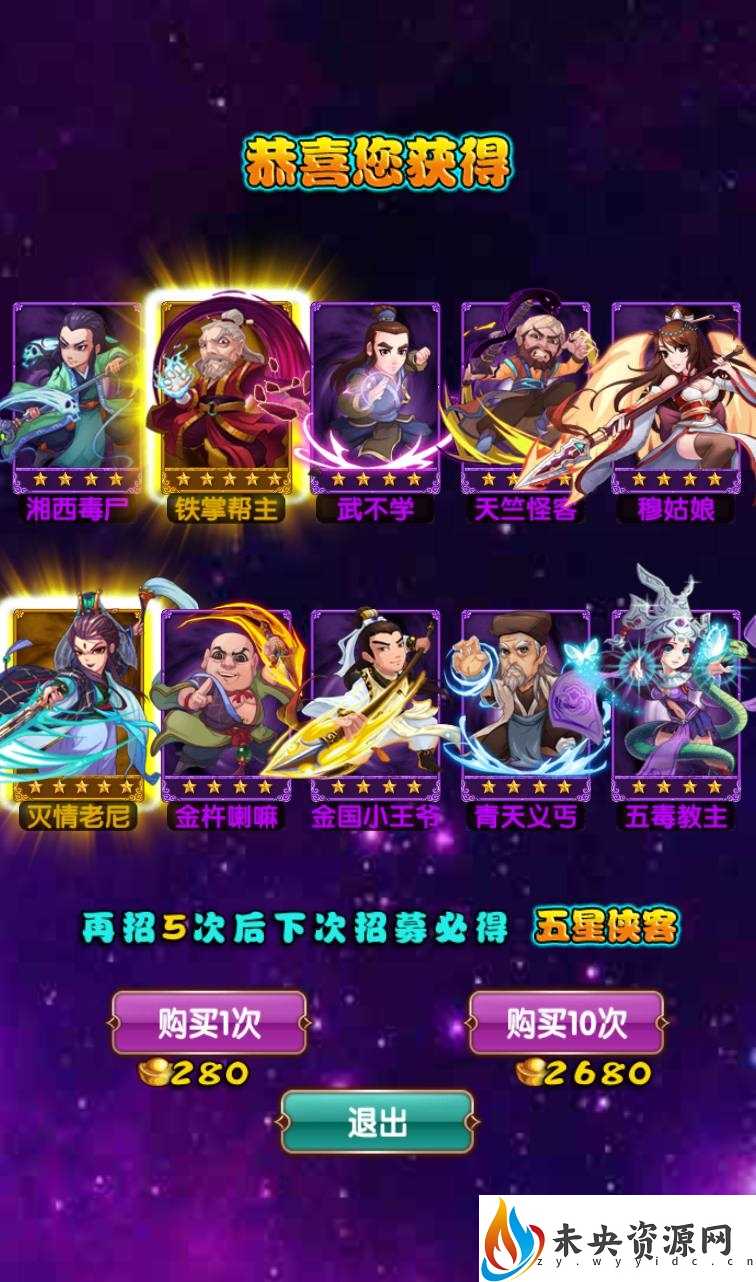 恭喜您获得
湘西毒尸 铁掌帮主 武不学 天竺怪客 穆姑娘
灭情老尼 金杵喇嘛 金国小王爷 青天义丐 五毒教主
再招5次后下次招募必得 五星侠客
购买1次 购买10次
280 2680
退出
未央资源网
zy.wyyidc.cn